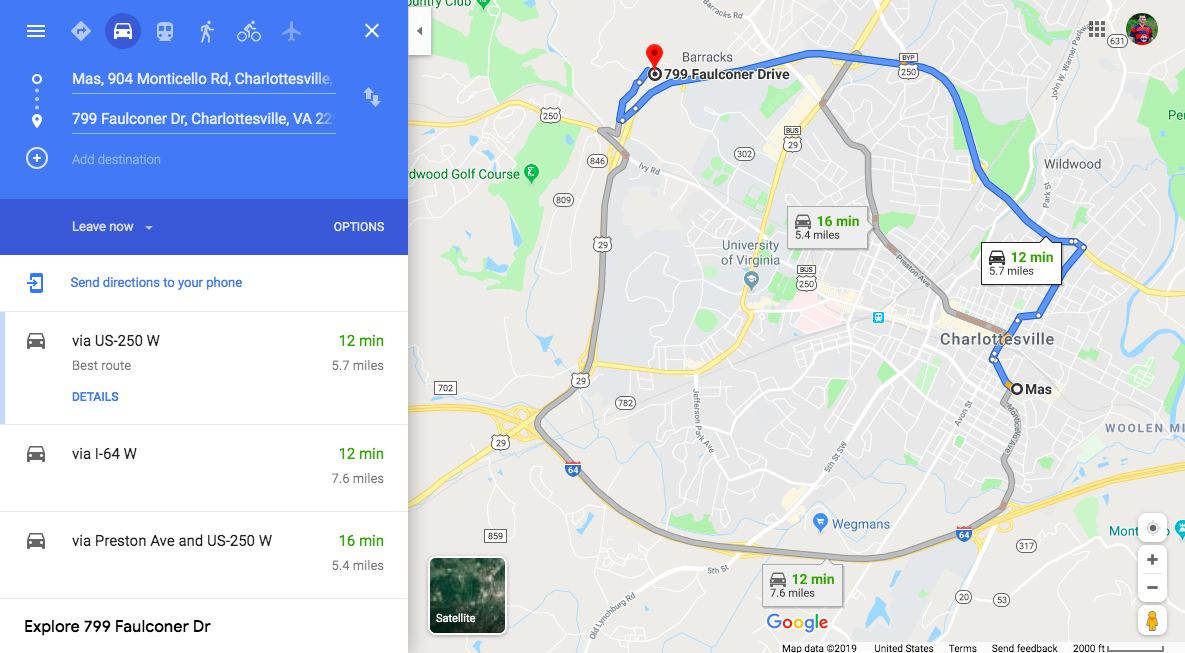 Mas, 904 Monticello Rd, Charlottesville,
799 Faulconer Dr, Charlottesville, VA 22
Add destination
Leave now
OPTIONS
Send directions to your phone
via US-250 W
12 min
Best route
5.7 miles
DETAILS
via I-64 W
12 min
7.6 miles
via Preston Ave and US-250 W
16 min
5.4 miles
Explore 799 Faulconer Dr
Country Club
Barracks Rd
631
John W. Warner Pkwy
Barracks
799 Faulconer Drive
BYP
250
250
BUS
29
302
846
Ivy Rd
dwood Golf Course
809
Wildwood
Park St
16 min
5.4 miles
29
University
of Virginia
BUS
250
Preston Ave
12 min
5.7 miles
Charlottesville
29
702
782
Mas
Jefferson Park Ave
Avon St
Monticello Ave
WOOLEN MI
29
64
5th St SW
Wegmans
859
64
317
Mont
5th St
12 min
7.6 miles
20
53
Old Lynchburg Rd
Satellite
Google
Map data ©2019
United States
Terms
Send feedback
2000 ft